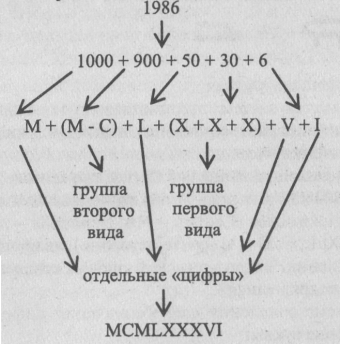 1986
1000 + 900 + 50 + 30 + 6
M + (M - C) + L + (X + X + X) + V + I
группа второго вида
группа первого вида
отдельные «цифры»
MCMLXXXVI